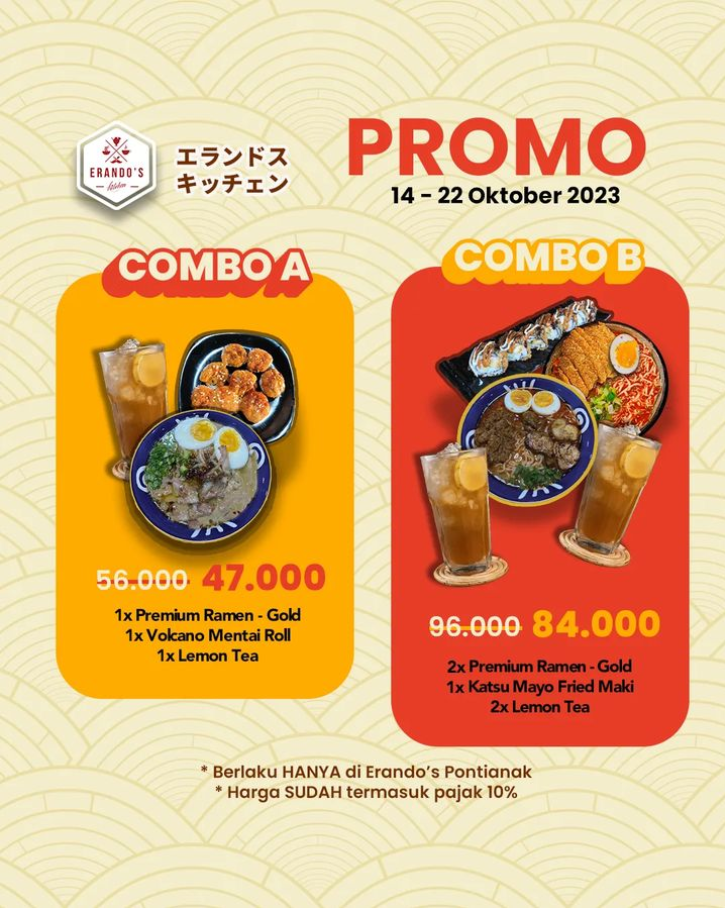 ERANDO'S
Kitchen
エランドス
キッチェン
PROMO
14 - 22 Oktober 2023
COMBO A
56.000 47.000
1x Premium Ramen - Gold
1x Volcano Mentai Roll
1x Lemon Tea
COMBO B
96.000 84.000
2x Premium Ramen - Gold
1x Katsu Mayo Fried Maki
2x Lemon Tea
* Berlaku HANYA di Erando's Pontianak
* Harga SUDAH termasuk pajak 10%